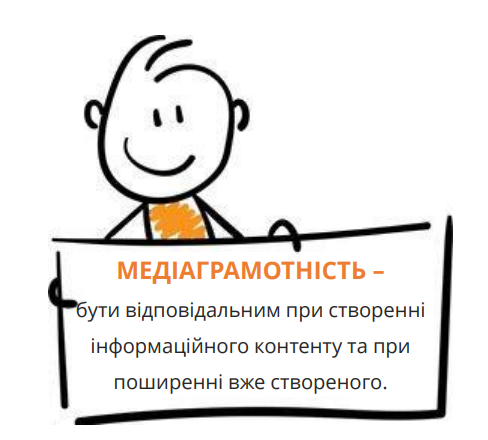 МЕДІАГРАМОТНІСТЬ –
бути відповідальним при створенні
інформаційного контенту та при
поширенні вже створеного.